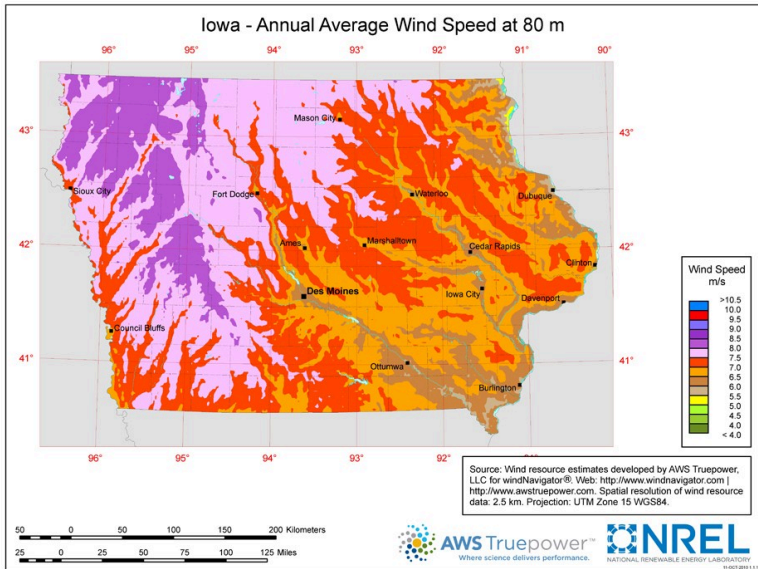 Iowa - Annual Average Wind Speed at 80 m
96° 95° 94° 93° 92° 91° 90°
43° 43°
42° 42°
41° 41°
96° 95° 94° 93° 92° 91°
Mason City
Sioux City
Fort Dodge
Waterloo
Dubuque
Ames
Marshalltown
Cedar Rapids
Clinton
Des Moines
Iowa City
Davenport
Council Bluffs
Ottumwa
Burlington
Wind Speed
m/s
>10.5
10.0
9.5
9.0
8.5
8.0
7.5
7.0
6.5
6.0
5.5
5.0
4.5
4.0
< 4.0
Source: Wind resource estimates developed by AWS Truepower,
LLC for windNavigator®. Web: http://www.windnavigator.com |
http://www.awstruepower.com. Spatial resolution of wind resource
data: 2.5 km. Projection: UTM Zone 15 WGS84.
50 0 50 100 150 200 Kilometers
25 0 25 50 75 100 125 Miles
AWS Truepower™
Where science delivers performance.
NREL
NATIONAL RENEWABLE ENERGY LABORATORY